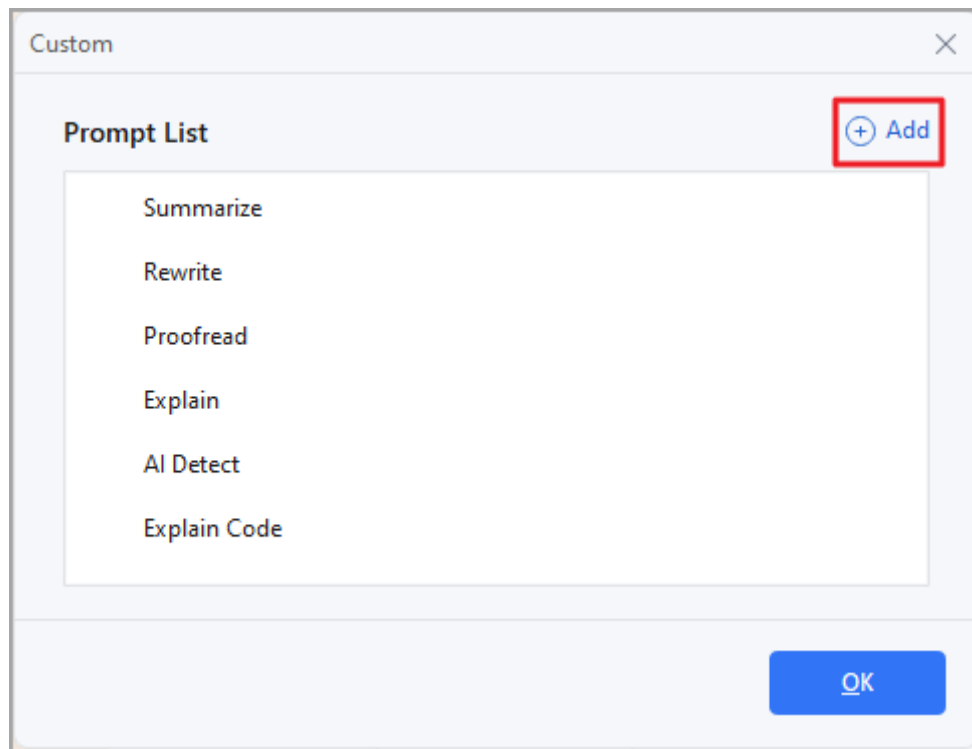 Custom
Prompt List
Add
Summarize
Rewrite
Proofread
Explain
AI Detect
Explain Code
OK